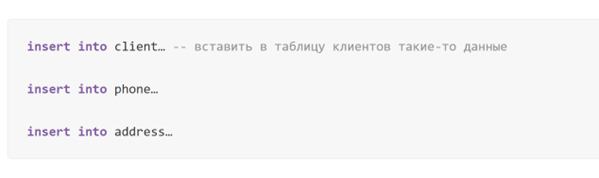 insert into client… -- вставить в таблицу клиентов такие-то данные
insert into phone…
insert into address…